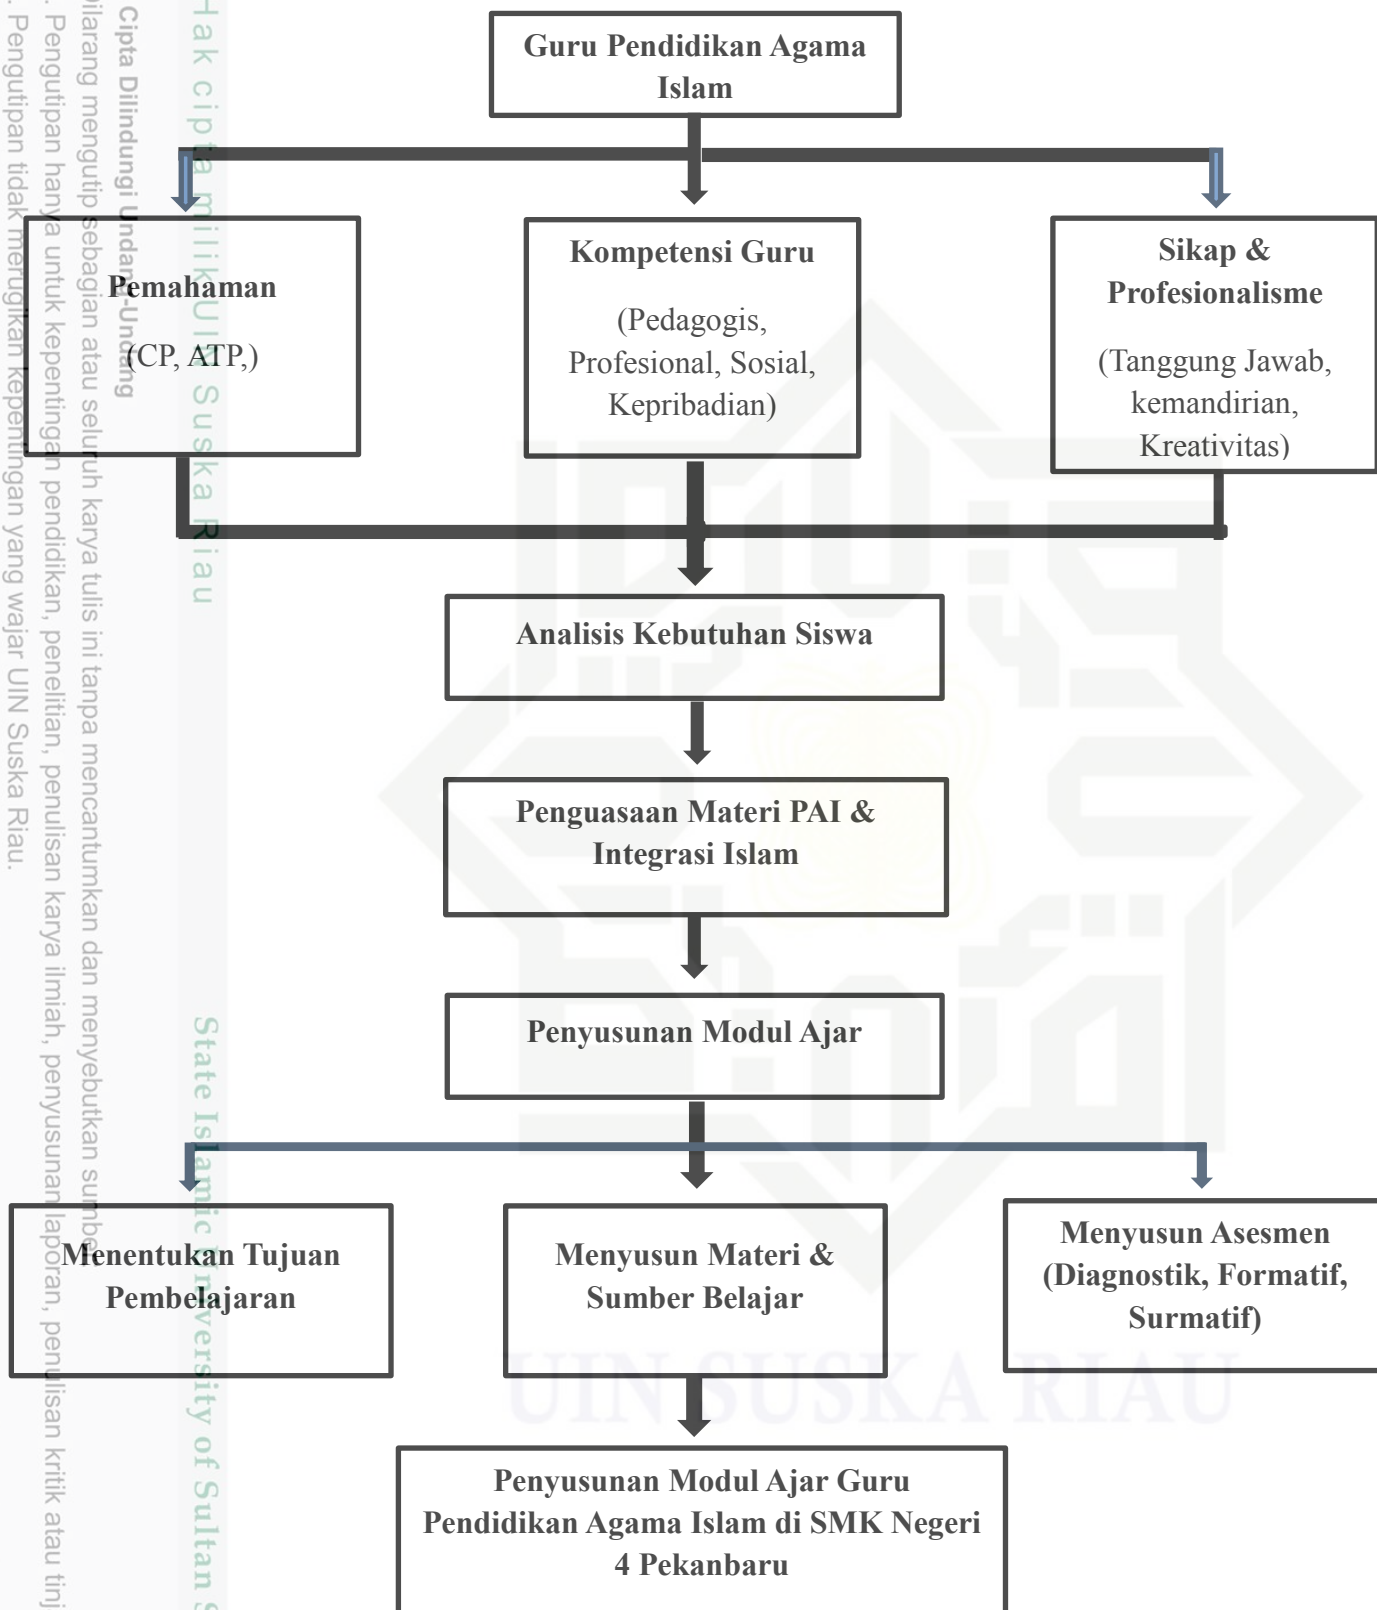 Guru Pendidikan Agama
Islam
Pemahaman
(CP, ATP,)
Kompetensi Guru
(Pedagogis,
Profesional, Sosial,
Kepribadian)
Sikap &
Profesionalisme
(Tanggung Jawab,
kemandirian,
Kreativitas)
Analisis Kebutuhan Siswa
Penguasaan Materi PAI &
Integrasi Islam
Penyusunan Modul Ajar
Menentukan Tujuan
Pembelajaran
Menyusun Materi &
Sumber Belajar
Menyusun Asesmen
(Diagnostik, Formatif,
Surmatif)
Penyusunan Modul Ajar Guru
Pendidikan Agama Islam di SMK Negeri
4 Pekanbaru
Hak cipta milik UIN Suska Riau
State Islamic University of Sultan S
Cipta Dilindungi Undang-Undang
ilarang mengutip sebagian atau seluruh karya tulis ini tanpa mencantumkan dan menyebutkan sumber
. Pengutipan hanya untuk kepentingan pendidikan, penelitian, penulisan karya ilmiah, penyusunan laporan, penulisan kritik atau tinj
. Pengutipan tidak merugikan kepentingan yang wajar UIN Suska Riau.
UIN SUSKA RIAU